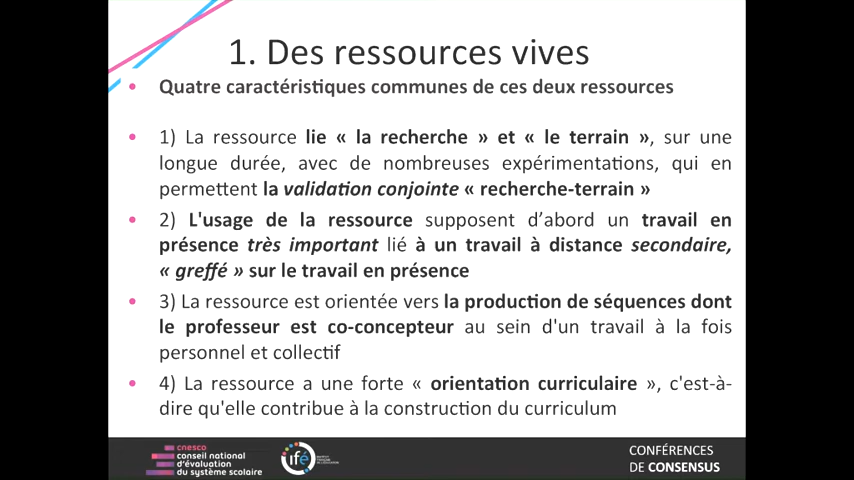 1. Des ressources vives
• Quatre caractéristiques communes de ces deux ressources
• 1) La ressource lie « la recherche » et « le terrain », sur une
longue durée, avec de nombreuses expérimentations, qui en
permettent la validation conjointe « recherche-terrain »
• 2) L'usage de la ressource supposent d’abord un travail en
présence très important lié à un travail à distance secondaire,
« greffé » sur le travail en présence
• 3) La ressource est orientée vers la production de séquences dont
le professeur est co-concepteur au sein d'un travail à la fois
personnel et collectif
• 4) La ressource a une forte « orientation curriculaire », c'est-à-
dire qu'elle contribue à la construction du curriculum
cnesco
conseil national
d'évaluation
du système scolaire
ifé
CONFÉRENCES
DE CONSENSUS